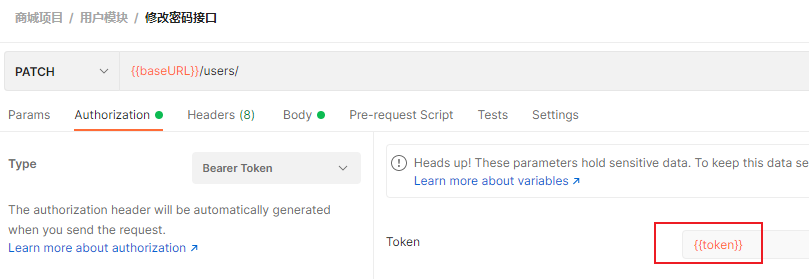 商城项目 / 用户模块 / 修改密码接口
PATCH {{baseURL}}/users/
Params Authorization Headers (8) Body Pre-request Script Tests Settings
Type Bearer Token
The authorization header will be automatically generated
when you send the request.
Learn more about authorization ↗
Heads up! These parameters hold sensitive data. To keep this data se
Learn more about variables ↗
Token {{token}}